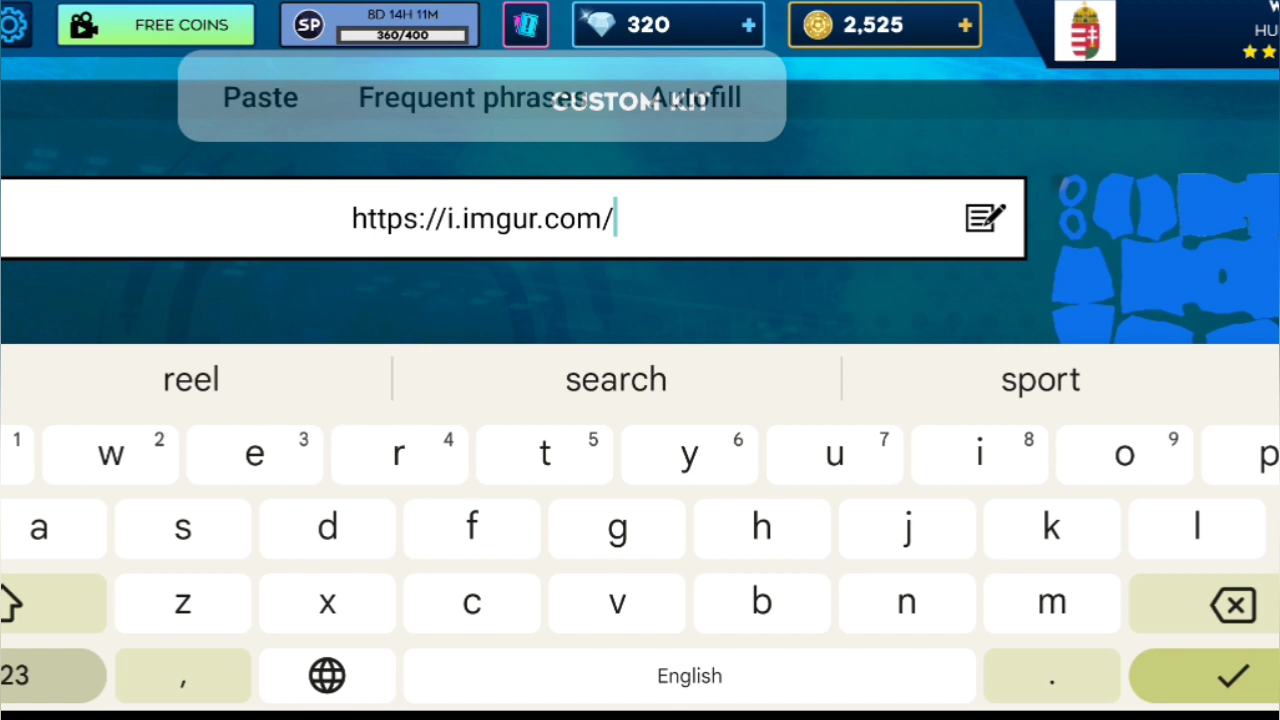 FREE COINS
SP
8D 14H 11M
360/400
320 +
2,525 +
HU
Paste Frequent phrases Autofill
CUSTOM KIT
https://i.imgur.com/
reel search sport
1 w 2 e 3 r 4 t 5 y 6 u 7 i 8 o 9 p
a s d f g h j k l
z x c v b n m
23 , English .